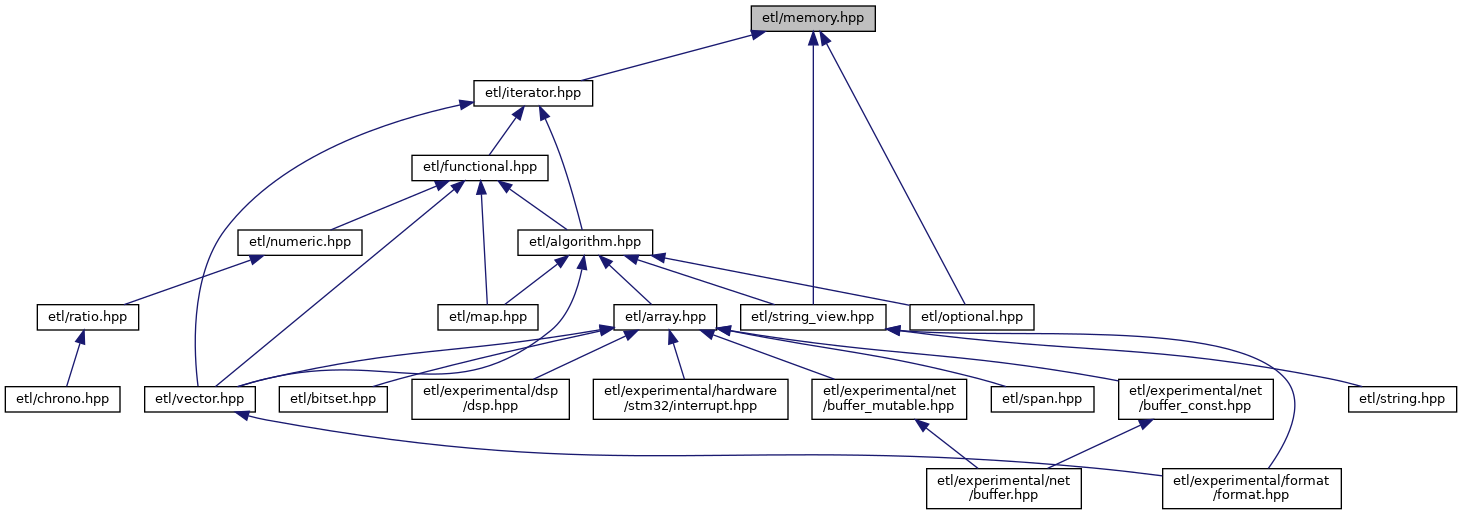 etl/memory.hpp
etl/iterator.hpp
etl/functional.hpp
etl/numeric.hpp
etl/algorithm.hpp
etl/ratio.hpp
etl/map.hpp
etl/array.hpp
etl/string_view.hpp
etl/optional.hpp
etl/chrono.hpp
etl/vector.hpp
etl/bitset.hpp
etl/experimental/dsp
/dsp.hpp
etl/experimental/hardware
/stm32/interrupt.hpp
etl/experimental/net
/buffer_mutable.hpp
etl/span.hpp
etl/experimental/net
/buffer_const.hpp
etl/string.hpp
etl/experimental/net
/buffer.hpp
etl/experimental/format
/format.hpp